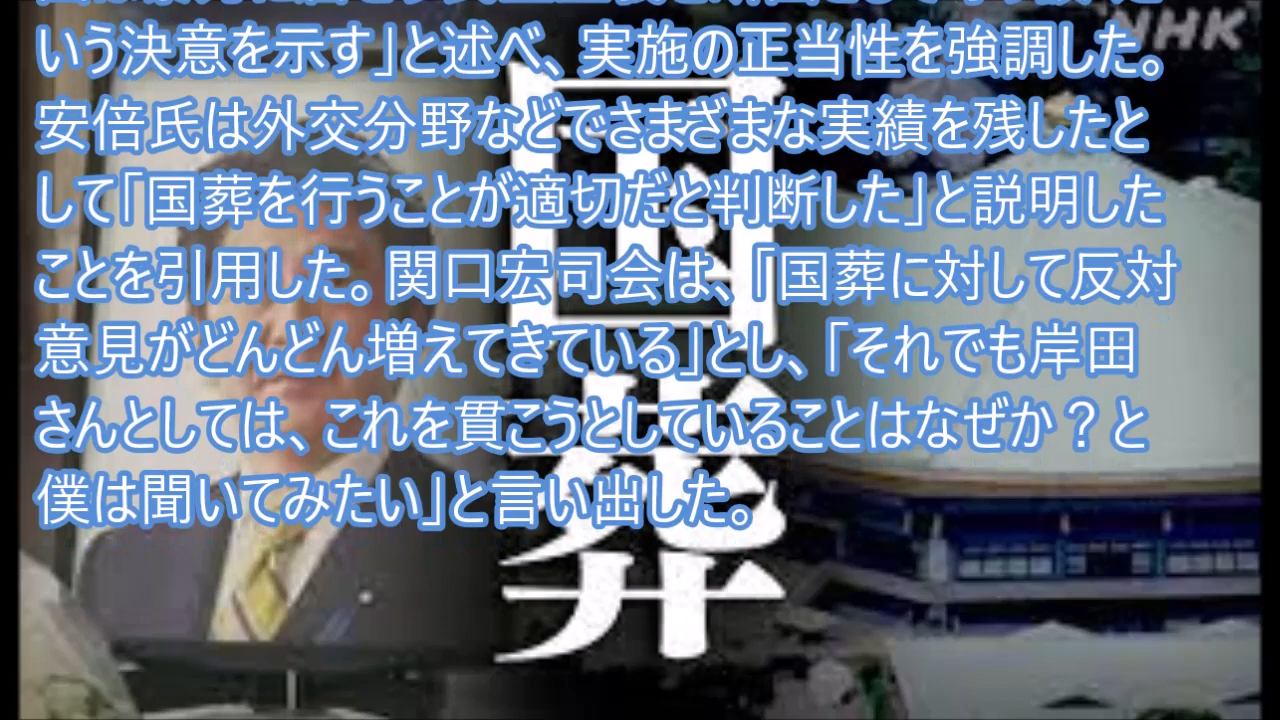 NHK
いう決意を示す」と述べ、実施の正当性を強調した。
安倍氏は外交分野などでさまざまな実績を残したと
して「国葬を行うことが適切だと判断した」と説明した
ことを引用した。関口宏司会は、「国葬に対して反対
意見がどんどん増えてきている」とし、「それでも岸田
さんとしては、これを貫こうとしていることはなぜか？と
僕は聞いてみたい」と言い出した。
国葬